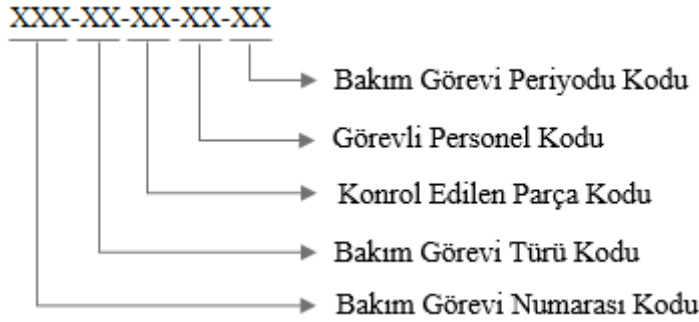 XXX-XX-XX-XX-XX
Bakım Görevi Periyodu Kodu
Görevli Personel Kodu
Konrol Edilen Parça Kodu
Bakım Görevi Türü Kodu
Bakım Görevi Numarası Kodu